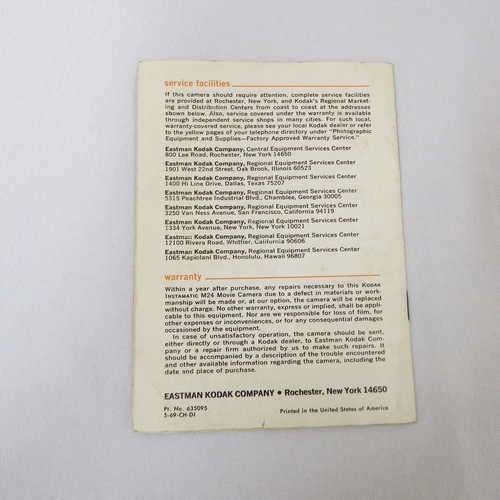 service facilities
If this camera should require attention, complete service facilities
are provided at Rochester, New York, and Kodak's Regional Market-
ing and Distribution Centers from coast to coast at the addresses
shown below. Also, service covered under the warranty is available
through independent service shops in many cities. For such local,
warranty-covered service, please see your local Kodak dealer or refer
to the yellow pages of your telephone directory under "Photographic
Equipment and Supplies—Factory Approved Warranty Service."
Eastman Kodak Company, Central Equipment Services Center
800 Lee Road, Rochester, New York 14650
Eastman Kodak Company, Regional Equipment Services Center
1901 West 22nd Street, Oak Brook, Illinois 60523
Eastman Kodak Company, Regional Equipment Services Center
1400 Hi Line Drive, Dallas, Texas 75207
Eastman Kodak Company, Regional Equipment Services Center
5315 Peachtree Industrial Blvd., Chamblee, Georgia 30005
Eastman Kodak Company, Regional Equipment Services Center
3250 Van Ness Avenue, San Francisco, California 94119
Eastman Kodak Company, Regional Equipment Services Center
1334 York Avenue, New York, New York 10021
Eastman Kodak Company, Regional Equipment Services Center
12100 Rivera Road, Whittier, California 90606
Eastman Kodak Company, Regional Equipment Services Center
1065 Kapiolani Blvd., Honolulu, Hawaii 96807
warranty
Within a year after purchase, any repairs necessary to this KODAK
INSTAMATIC M24 Movie Camera due to a defect in materials or work-
manship will be made or, at our option, the camera will be replaced
without charge. No other warranty, express or implied, shall be appli-
cable to this equipment. Nor are we responsible for loss of film, for
other expenses or inconveniences, or for any consequential damages
occasioned by the equipment.
In case of unsatisfactory operation, the camera should be sent,
either directly or through a Kodak dealer, to Eastman Kodak Com-
pany or a repair firm authorized by us to make such repairs. It
should be accompanied by a description of the trouble encountered
and other available information regarding the camera, including the
date and place of purchase.
EASTMAN KODAK COMPANY • Rochester, New York 14650
Pt. No. 635095
5-69-CH-DJ
Printed in the United States of America